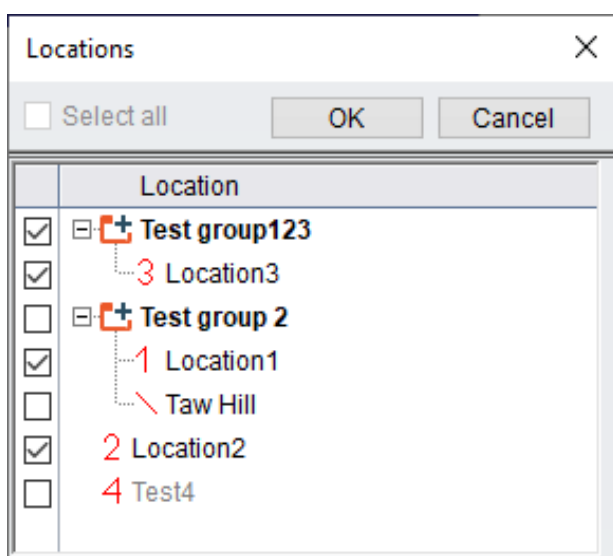 Locations
Select all OK Cancel
Location
Test group123
3 Location3
Test group 2
1 Location1
Taw Hill
2 Location2
4 Test4